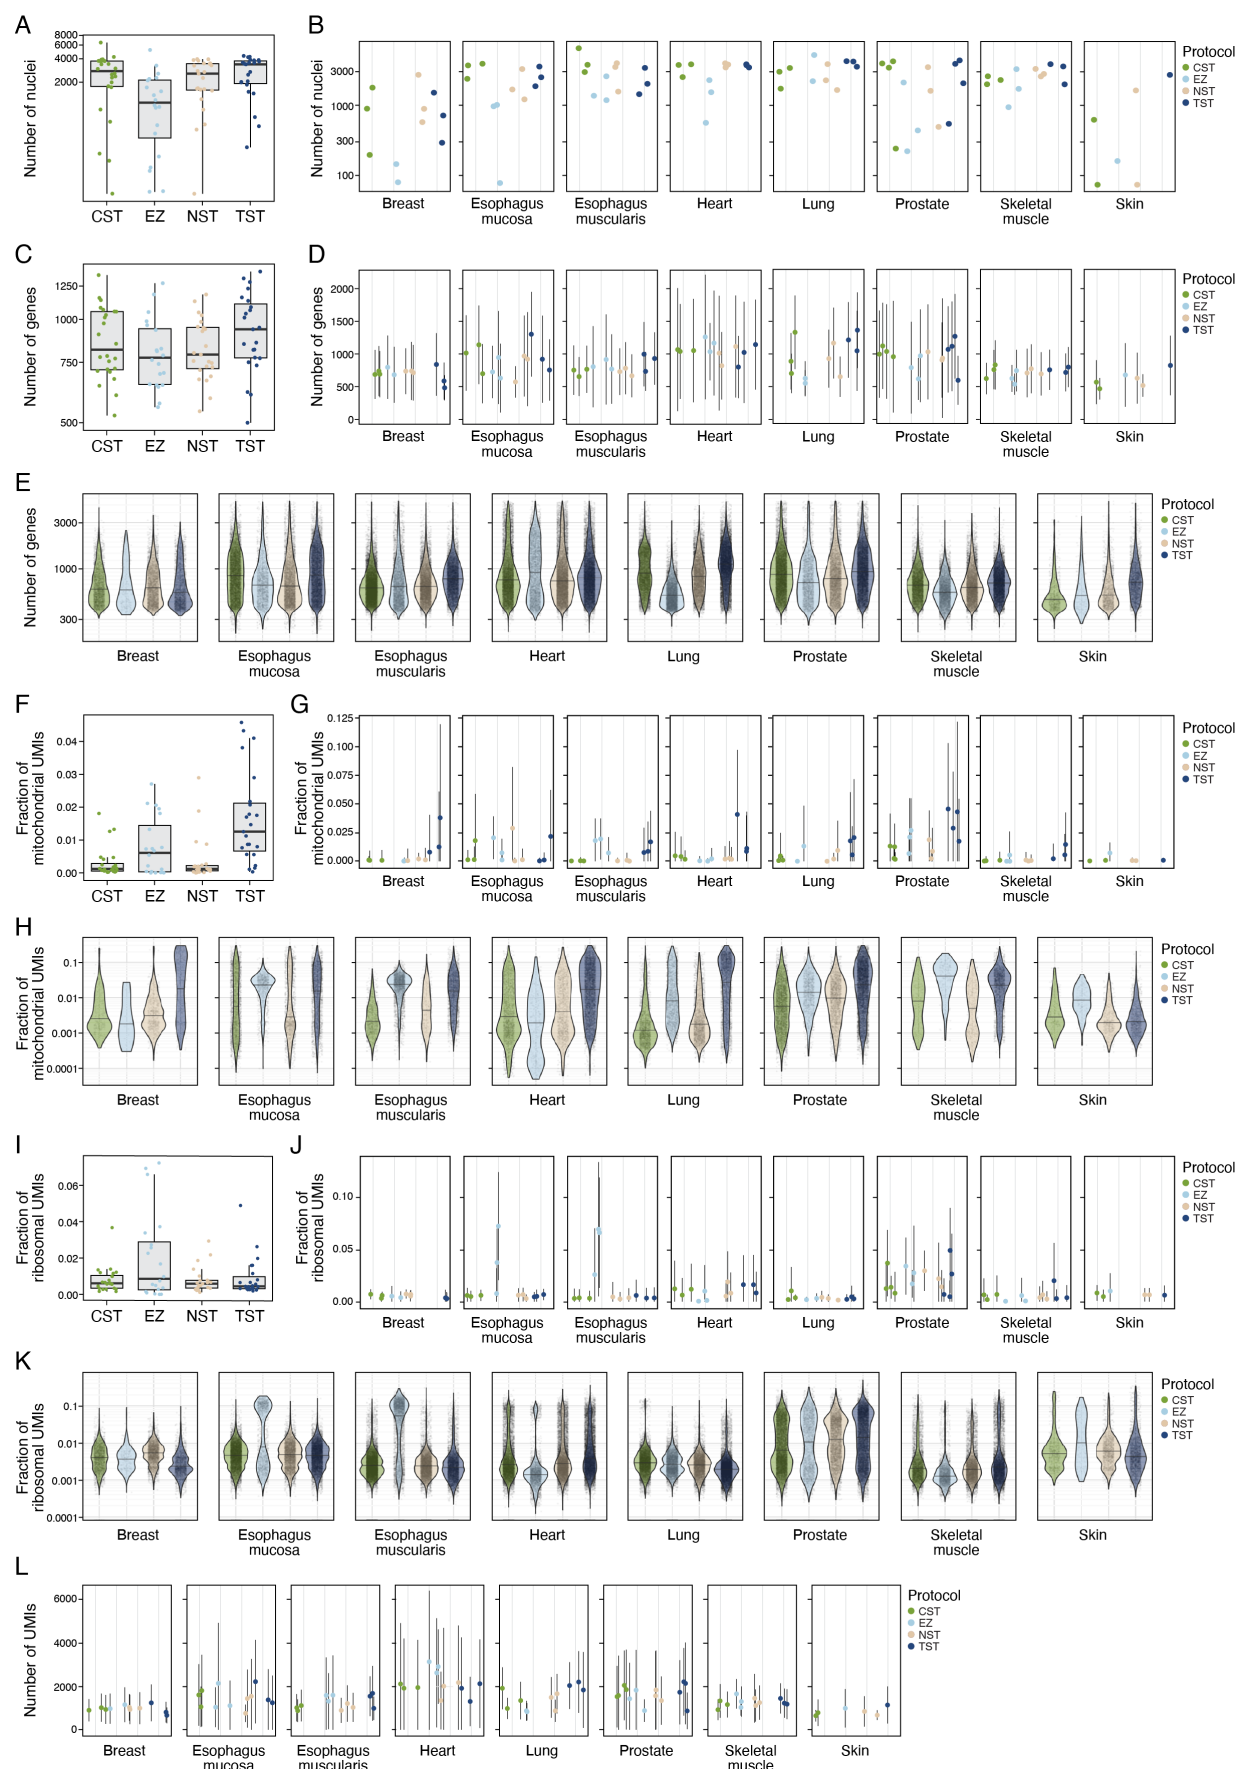 A
Number of nuclei
8000
6000
4000
2000
CST EZ NST TST
B
3000
1000
300
100
Breast Esophagus mucosa Esophagus muscularis Heart Lung Prostate Skeletal muscle Skin
Protocol
CST
EZ
NST
TST
C
Number of genes
1250
1000
750
500
CST EZ NST TST
D
Number of genes
2000
1500
1000
500
0
Breast Esophagus mucosa Esophagus muscularis Heart Lung Prostate Skeletal muscle Skin
Protocol
CST
EZ
NST
TST
E
Number of genes
3000
1000
300
Breast Esophagus mucosa Esophagus muscularis Heart Lung Prostate Skeletal muscle Skin
Protocol
CST
EZ
NST
TST
F
Fraction of
mitochondrial UMIs
0.04
0.03
0.02
0.01
0.00
CST EZ NST TST
G
Fraction of
mitochondrial UMIs
0.125
0.100
0.075
0.050
0.025
0.000
Breast Esophagus mucosa Esophagus muscularis Heart Lung Prostate Skeletal muscle Skin
Protocol
CST
EZ
NST
TST
H
Fraction of
mitochondrial UMIs
0.1
0.01
0.001
0.0001
Breast Esophagus mucosa Esophagus muscularis Heart Lung Prostate Skeletal muscle Skin
Protocol
CST
EZ
NST
TST
I
Fraction of
ribosomal UMIs
0.06
0.04
0.02
0.00
CST EZ NST TST
J
Fraction of
ribosomal UMIs
0.10
0.05
0.00
Breast Esophagus mucosa Esophagus muscularis Heart Lung Prostate Skeletal muscle Skin
Protocol
CST
EZ
NST
TST
K
Fraction of
ribosomal UMIs
0.1
0.01
0.001
0.0001
Breast Esophagus mucosa Esophagus muscularis Heart Lung Prostate Skeletal muscle Skin
Protocol
CST
EZ
NST
TST
L
Number of UMIs
6000
4000
2000
0
Breast Esophagus mucosa Esophagus muscularis Heart Lung Prostate Skeletal muscle Skin
Protocol
CST
EZ
NST
TST